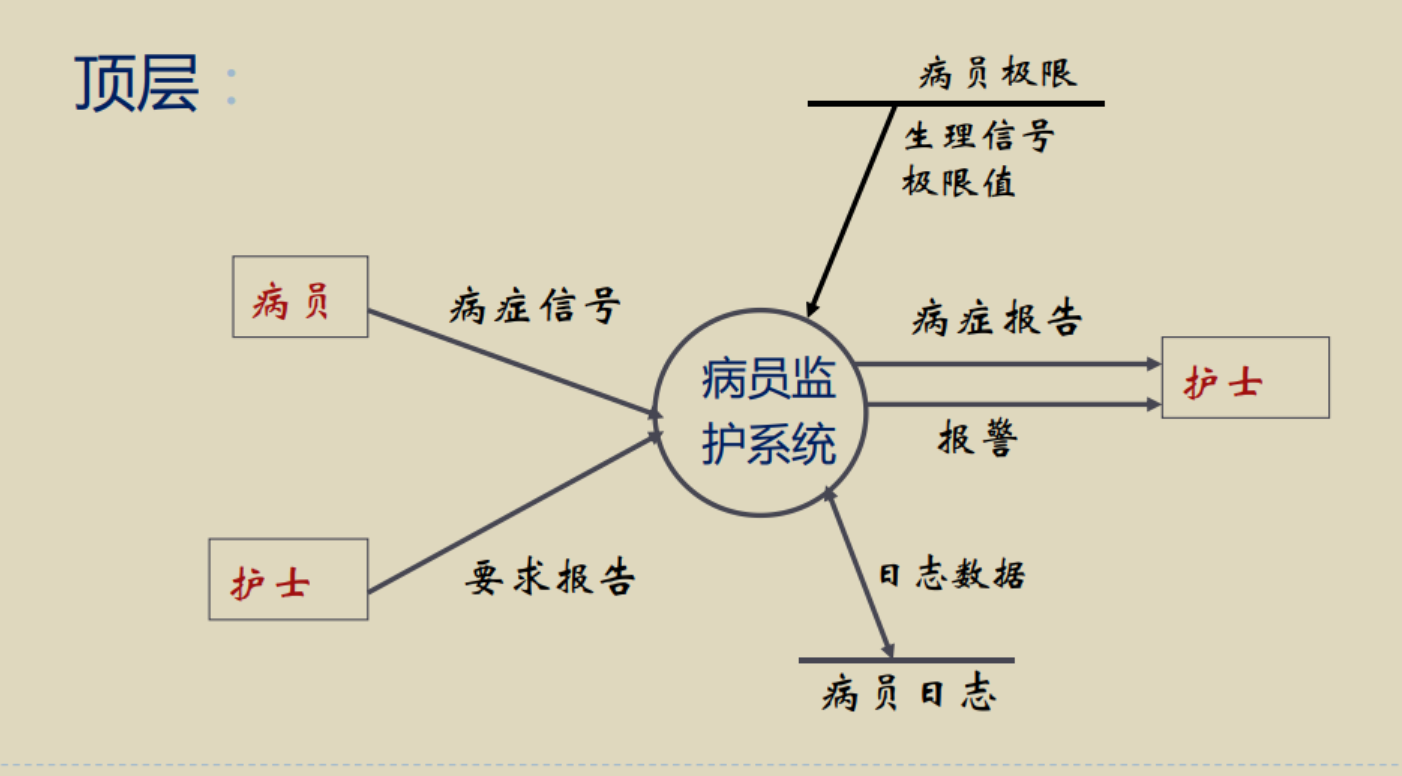 顶层：
病员极限
生理信号
极限值
病员
病症信号
病症报告
病员监
护系统
护士
报警
护士
要求报告
日志数据
病员日志